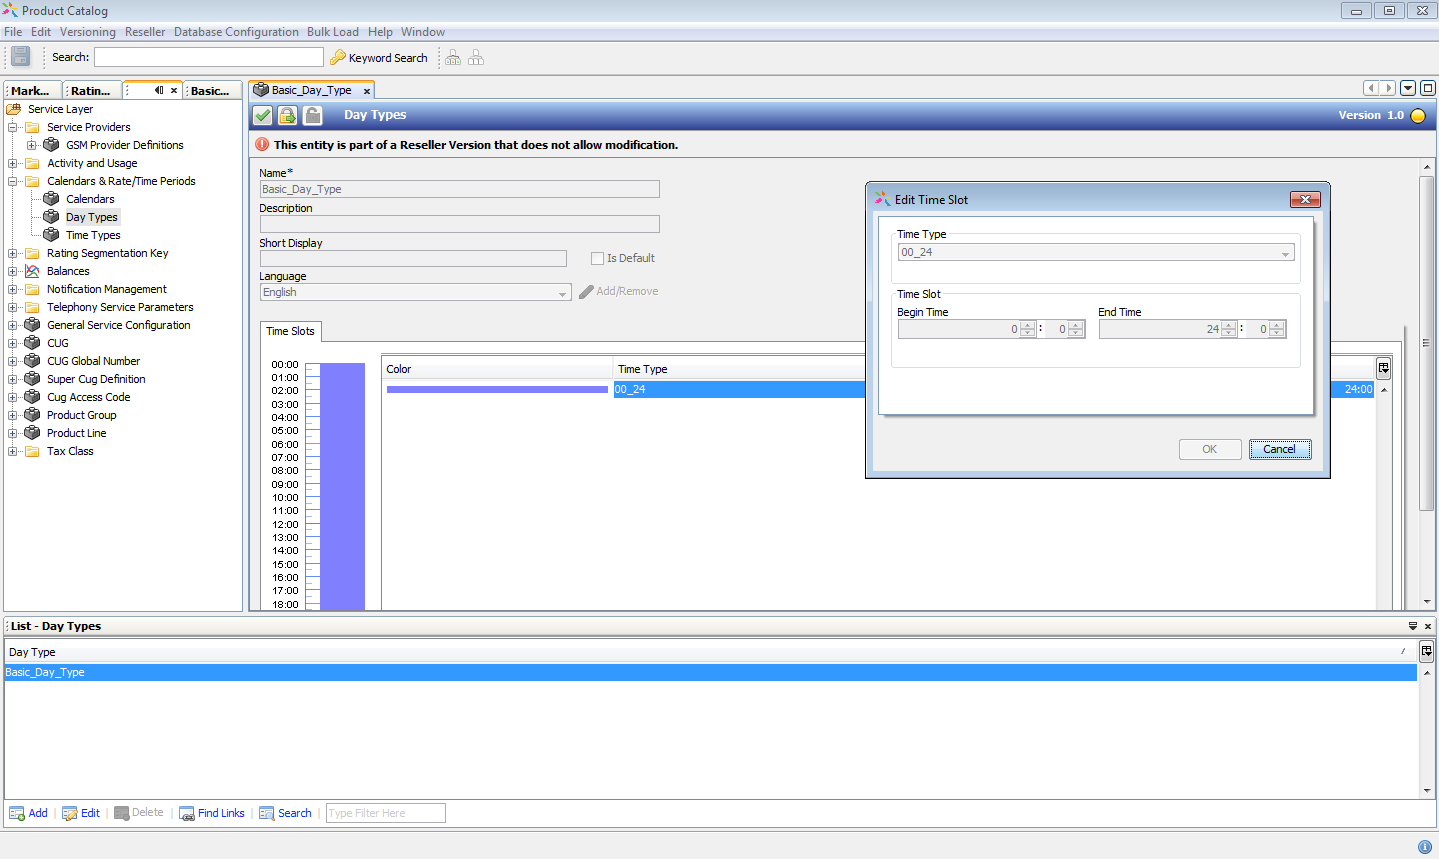 Product Catalog
File Edit Versioning Reseller Database Configuration Bulk Load Help Window
Search: Keyword Search
Mark... Ratin... Basic...
Service Layer
Service Providers
GSM Provider Definitions
Activity and Usage
Calendars & Rate/Time Periods
Calendars
Day Types
Time Types
Rating Segmentation Key
Balances
Notification Management
Telephony Service Parameters
General Service Configuration
CUG
CUG Global Number
Super Cug Definition
Cug Access Code
Product Group
Product Line
Tax Class
Basic_Day_Type
Day Types
Version 1.0
This entity is part of a Reseller Version that does not allow modification.
Name*
Basic_Day_Type
Description
Short Display
Is Default
Language
English
Add/Remove
Time Slots
00:00
01:00
02:00
03:00
04:00
05:00
06:00
07:00
08:00
09:00
10:00
11:00
12:00
13:00
14:00
15:00
16:00
17:00
18:00
Color Time Type
00_24 24:00
Edit Time Slot
Time Type
00_24
Time Slot
Begin Time End Time
0 : 0 24 : 0
OK Cancel
List - Day Types
Day Type
Basic_Day_Type
Add Edit Delete Find Links Search Type Filter Here